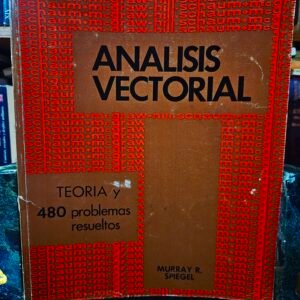 ANALISIS
VECTORIAL
TEORIA y
480 problemas
resueltos
MURRAY R.
SPIEGEL